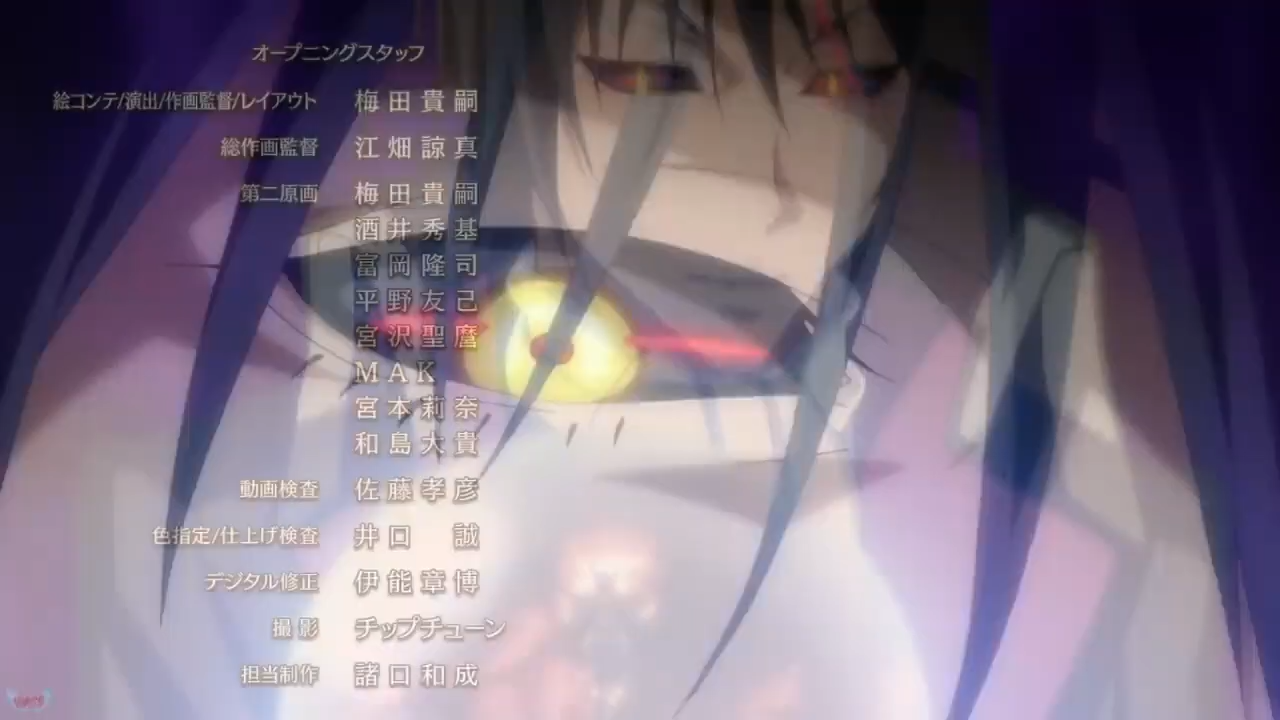 オープニングスタッフ
絵コンテ/演出/作画監督/レイアウト 梅田貴嗣
総作画監督 江畑諒真
第二原画 梅田貴嗣
酒井秀基
富岡隆司
平野友己
宮沢聖麿
MAK
宮本莉奈
和島大貴
動画検査 佐藤孝彦
色指定/仕上げ検査 井口 誠
デジタル修正 伊能章博
撮影 チップチューン
担当制作 諸口和成